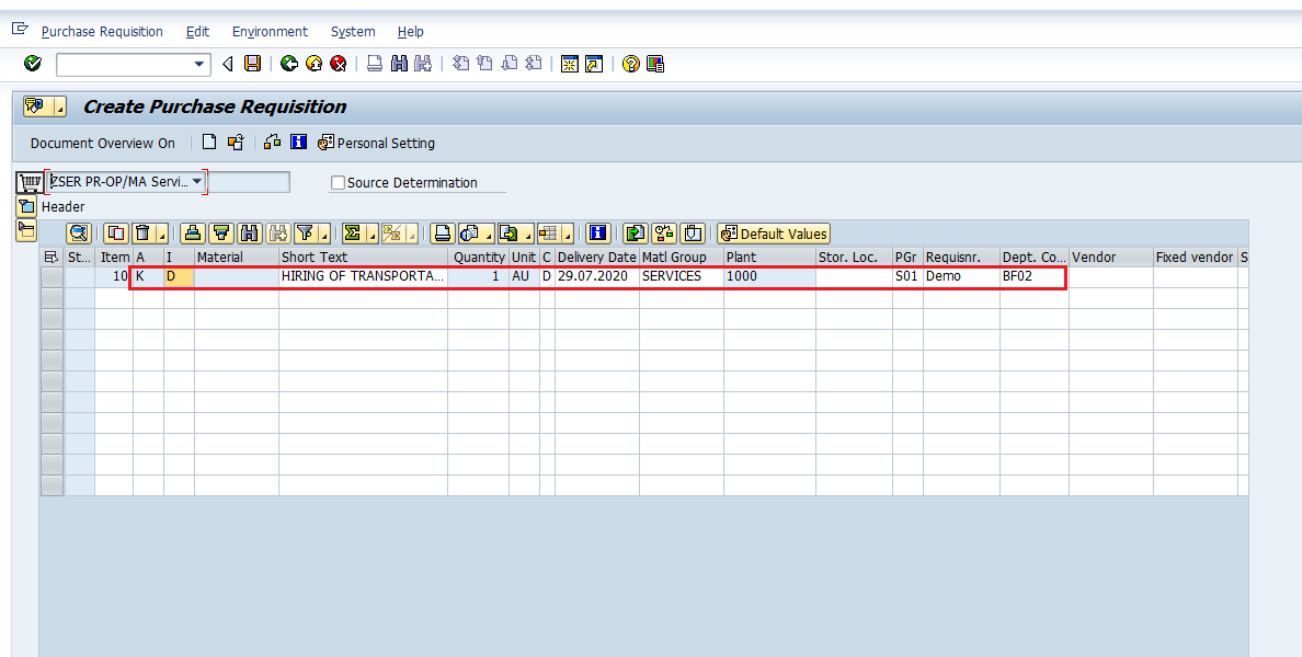 Purchase Requisition Edit Environment System Help
Create Purchase Requisition
Document Overview On Personal Setting
ZSER PR-OP/MA Servi... Source Determination
Header
Default Values
St... Item A I Material Short Text Quantity Unit C Delivery Date Matl Group Plant Stor. Loc. PGr Requisnr. Dept. Co... Vendor Fixed vendor S
10 K D HIRING OF TRANSPORTA... 1 AU D 29.07.2020 SERVICES 1000 S01 Demo BF02